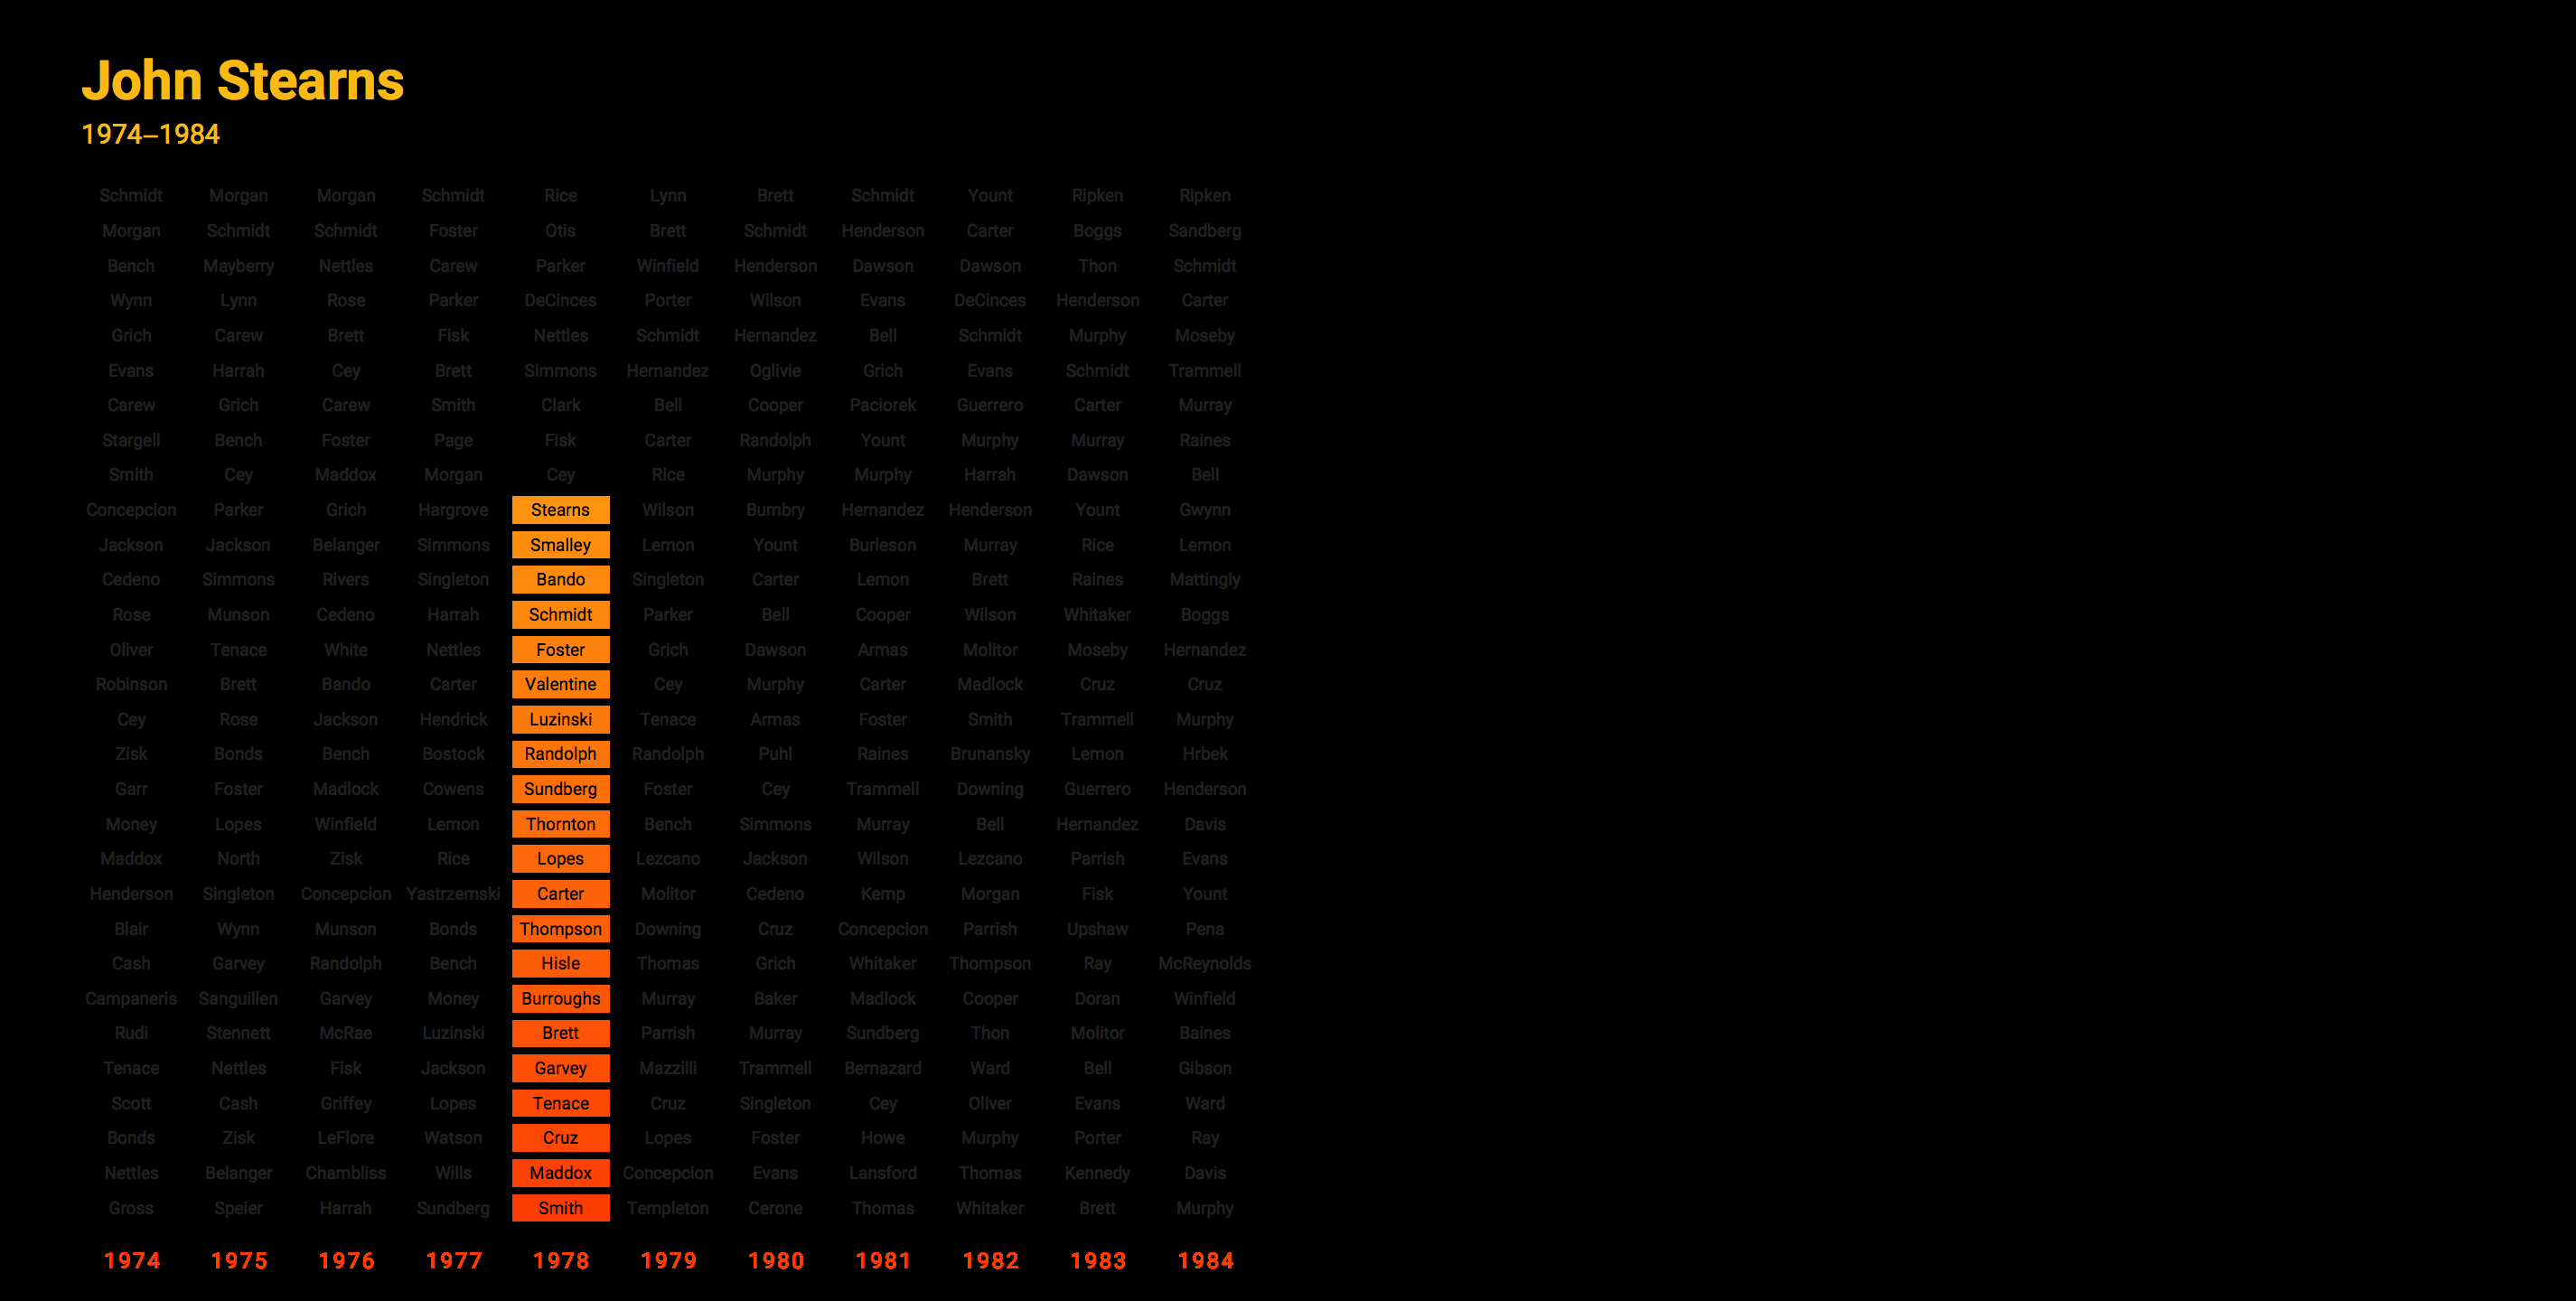 John Stearns
1974–1984
Schmidt Morgan Morgan Schmidt Rice Lynn Brett Schmidt Yount Ripken Ripken
Morgan Schmidt Schmidt Foster Otis Brett Schmidt Henderson Carter Boggs Sandberg
Bench Mayberry Nettles Carew Parker Winfield Henderson Dawson Dawson Thon Schmidt
Wynn Lynn Rose Parker DeCinces Porter Wilson Evans DeCinces Henderson Carter
Grich Carew Brett Fisk Nettles Schmidt Hernandez Bell Schmidt Murphy Moseby
Evans Harrah Cey Brett Simmons Hernandez Oglivie Grich Evans Schmidt Trammell
Carew Grich Carew Smith Clark Bell Cooper Paciorek Guerrero Carter Murray
Stargell Bench Foster Page Fisk Carter Randolph Yount Murphy Murray Raines
Smith Cey Maddox Morgan Cey Rice Murphy Murphy Harrah Dawson Bell
Concepcion Parker Grich Hargrove Stearns Wilson Bumbry Hernandez Henderson Yount Gwynn
Jackson Jackson Belanger Simmons Smalley Lemon Yount Burleson Murray Rice Lemon
Cedeno Simmons Rivers Singleton Bando Singleton Carter Lemon Brett Raines Mattingly
Rose Munson Cedeno Harrah Schmidt Parker Bell Cooper Wilson Whitaker Boggs
Oliver Tenace White Nettles Foster Grich Dawson Armas Molitor Moseby Hernandez
Robinson Brett Bando Carter Valentine Cey Murphy Carter Madlock Cruz Cruz
Cey Rose Jackson Hendrick Luzinski Tenace Armas Foster Smith Trammell Murphy
Zisk Bonds Bench Bostock Randolph Randolph Puhl Raines Brunansky Lemon Hrbek
Garr Foster Madlock Cowens Sundberg Foster Cey Trammell Downing Guerrero Henderson
Money Lopes Winfield Lemon Thornton Bench Simmons Murray Bell Hernandez Davis
Maddox North Zisk Rice Lopes Lezcano Jackson Wilson Lezcano Parrish Evans
Henderson Singleton Concepcion Yastrzemski Carter Molitor Cedeno Kemp Morgan Fisk Yount
Blair Wynn Munson Bonds Thompson Downing Cruz Concepcion Parrish Upshaw Pena
Cash Garvey Randolph Bench Hisle Thomas Grich Whitaker Thompson Ray McReynolds
Campaneris Sanguillen Garvey Money Burroughs Murray Baker Madlock Cooper Doran Winfield
Rudi Stennett McRae Luzinski Brett Parrish Murray Sundberg Thon Molitor Baines
Tenace Nettles Fisk Jackson Garvey Mazzilli Trammell Bernazard Ward Bell Gibson
Scott Cash Griffey Lopes Tenace Cruz Singleton Cey Oliver Evans Ward
Bonds Zisk LeFlore Watson Cruz Lopes Foster Howe Murphy Porter Ray
Nettles Belanger Chambliss Wills Maddox Concepcion Evans Lansford Thomas Kennedy Davis
Gross Speier Harrah Sundberg Smith Templeton Cerone Thomas Whitaker Brett Murphy
1974 1975 1976 1977 1978 1979 1980 1981 1982 1983 1984